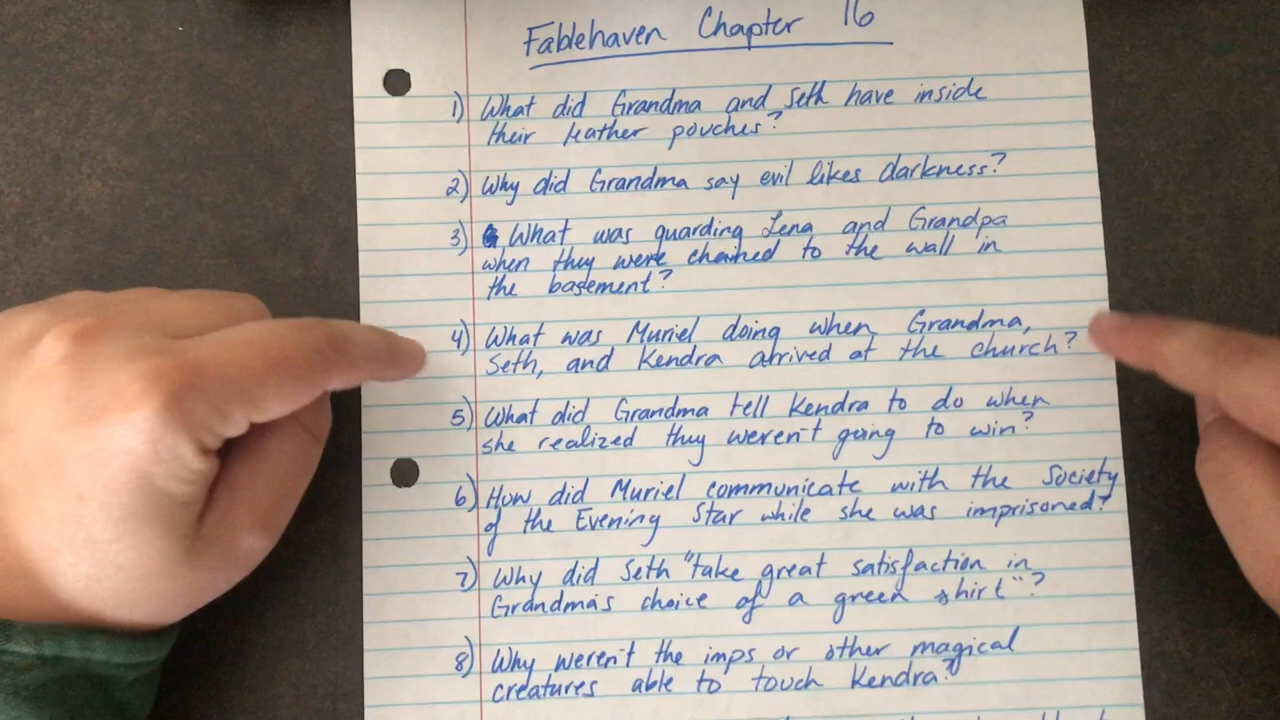 Fablehaven Chapter 16
1) What did Grandma and Seth have inside
their leather pouches?
2) Why did Grandma say evil likes darkness?
3) What was guarding Lena and Grandpa
when they were chained to the wall in
the basement?
4) What was Muriel doing when Grandma,
Seth, and Kendra arrived at the church?
5) What did Grandma tell Kendra to do when
she realized they weren't going to win?
6) How did Muriel communicate with the Society
of the Evening Star while she was imprisoned?
7) Why did Seth "take great satisfaction in
Grandma's choice of a green shirt"?
8) Why weren't the imps or other magical
creatures able to touch Kendra?